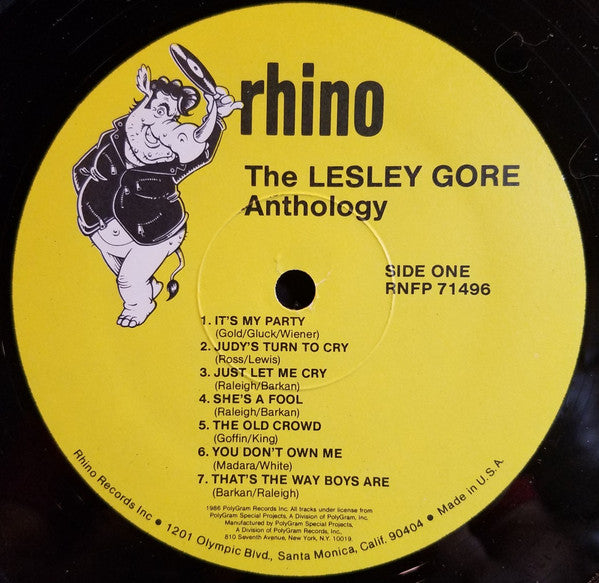 rhino
The LESLEY GORE
Anthology
SIDE ONE
RNFP 71496
1. IT'S MY PARTY
(Gold/Gluck/Wiener)
2. JUDY'S TURN TO CRY
(Ross/Lewis)
3. JUST LET ME CRY
(Raleigh/Barkan)
4. SHE'S A FOOL
(Raleigh/Barkan)
5. THE OLD CROWD
(Goffin/King)
6. YOU DON'T OWN ME
(Madara/White)
7. THAT'S THE WAY BOYS ARE
(Barkan/Raleigh)
1986 PolyGram Records Inc. All tracks under license from
PolyGram Special Projects, A Division of PolyGram, Inc.
Manufactured by PolyGram Special Projects,
A Division of PolyGram Records, Inc.
810 Seventh Avenue, New York, N.Y. 10019.
Rhino Records Inc • 1201 Olympic Blvd., Santa Monica, Calif. 90404 • Made in U.S.A.